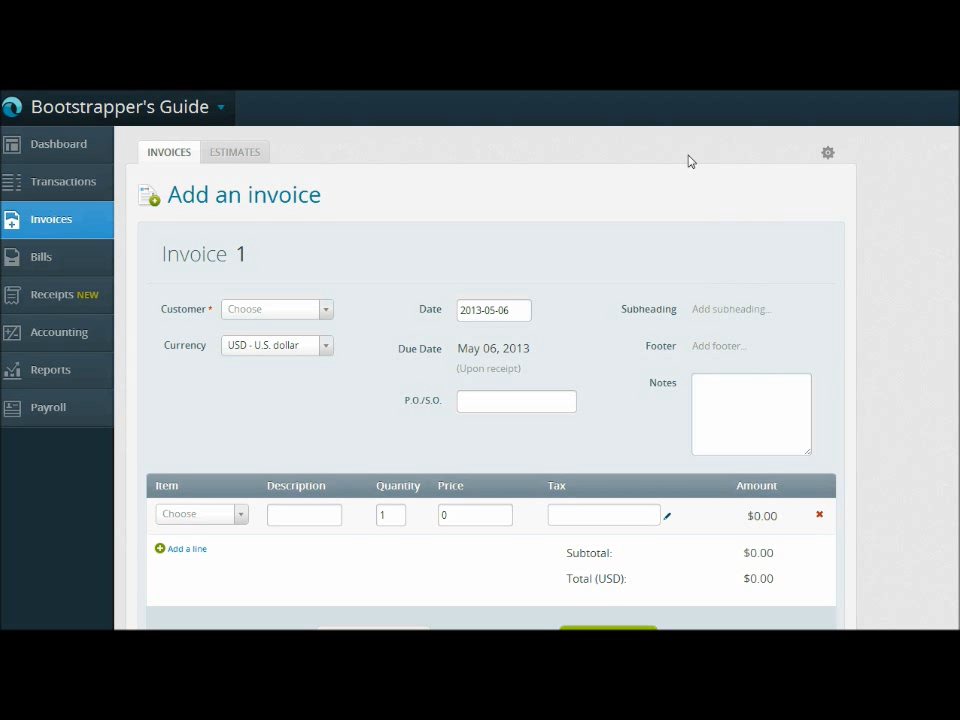 Bootstrapper's Guide
Dashboard
Transactions
Invoices
Bills
Receipts NEW
Accounting
Reports
Payroll
INVOICES ESTIMATES
Add an invoice
Invoice 1
Customer * Choose
Currency USD - U.S. dollar
Date 2013-05-06
Due Date May 06, 2013
(Upon receipt)
P.O./S.O.
Subheading Add subheading...
Footer Add footer...
Notes
Item Description Quantity Price Tax Amount
Choose 1 0 $0.00
Add a line
Subtotal: $0.00
Total (USD): $0.00